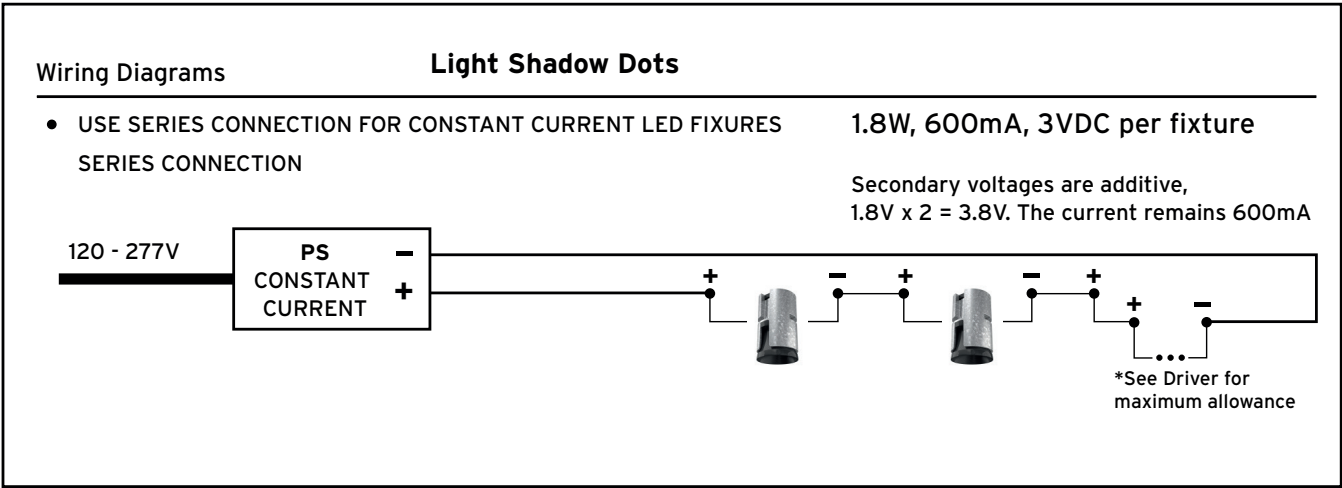 Wiring Diagrams
Light Shadow Dots
• USE SERIES CONNECTION FOR CONSTANT CURRENT LED FIXURES
SERIES CONNECTION
1.8W, 600mA, 3VDC per fixture
Secondary voltages are additive,
1.8V x 2 = 3.8V. The current remains 600mA
120 - 277V
PS
CONSTANT
CURRENT
−
+
+ − + − +
+ −
*See Driver for
maximum allowance